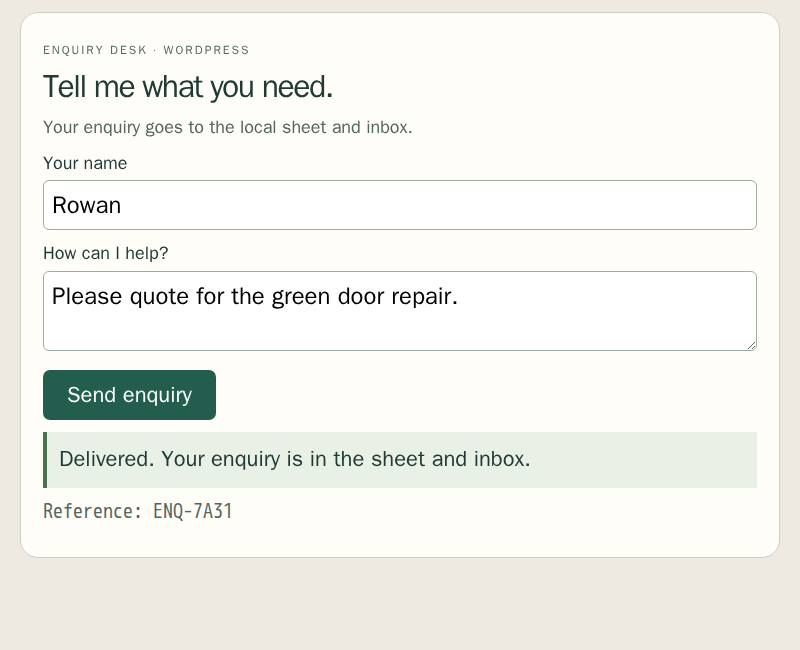 ENQUIRY DESK · WORDPRESS
Tell me what you need.
Your enquiry goes to the local sheet and inbox.
Your name
Rowan
How can I help?
Please quote for the green door repair.
Send enquiry
Delivered. Your enquiry is in the sheet and inbox.
Reference: ENQ-7A31